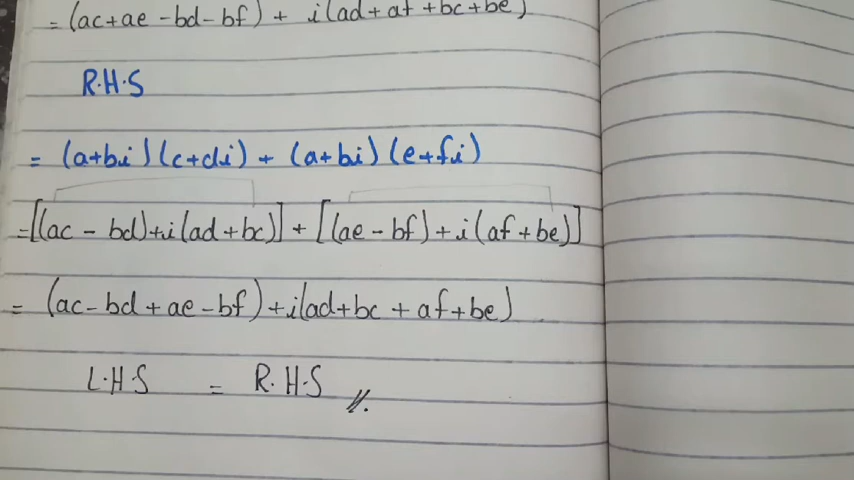 = (ac+ae -bd-bf) + i(ad+af +bc+be)
R.H.S
= (a+bi)(c+di) + (a+bi)(e+fi)
=[(ac - bd)+i(ad+bc)] + [(ae-bf)+i(af+be)]
= (ac-bd+ae-bf)+i(ad+bc + af+be)
L.H.S = R.H.S //.